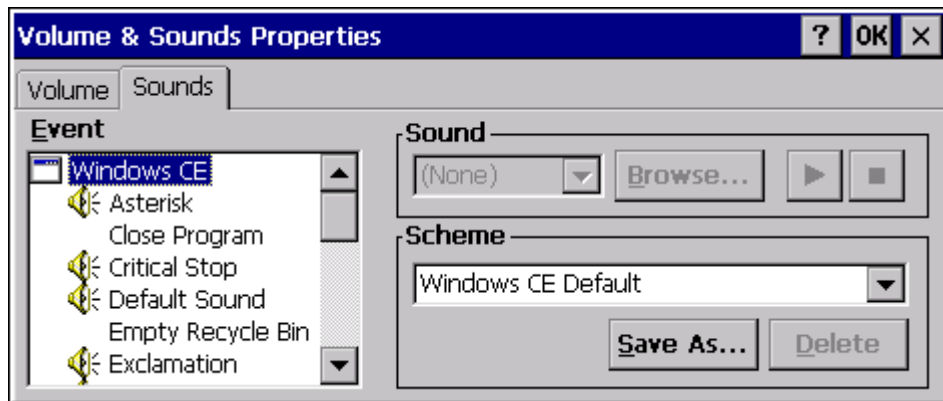 Volume & Sounds Properties ? OK ×
Volume Sounds
Event
Windows CE
Asterisk
Close Program
Critical Stop
Default Sound
Empty Recycle Bin
Exclamation
Sound
(None) Browse...
Scheme
Windows CE Default
Save As... Delete